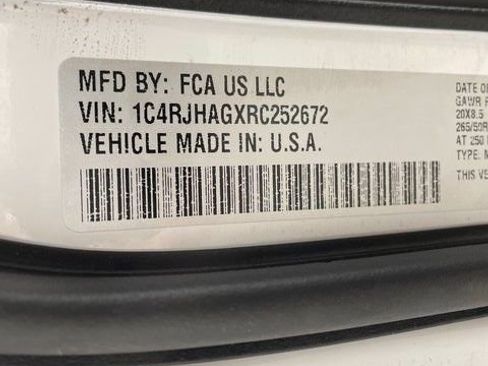 MFD BY: FCA US LLC
VIN: 1C4RJHAGXRC252672
VEHICLE MADE IN: U.S.A.
DATE OF
GAWR
20X8.5
265/50R
AT 250
TYPE:
THIS